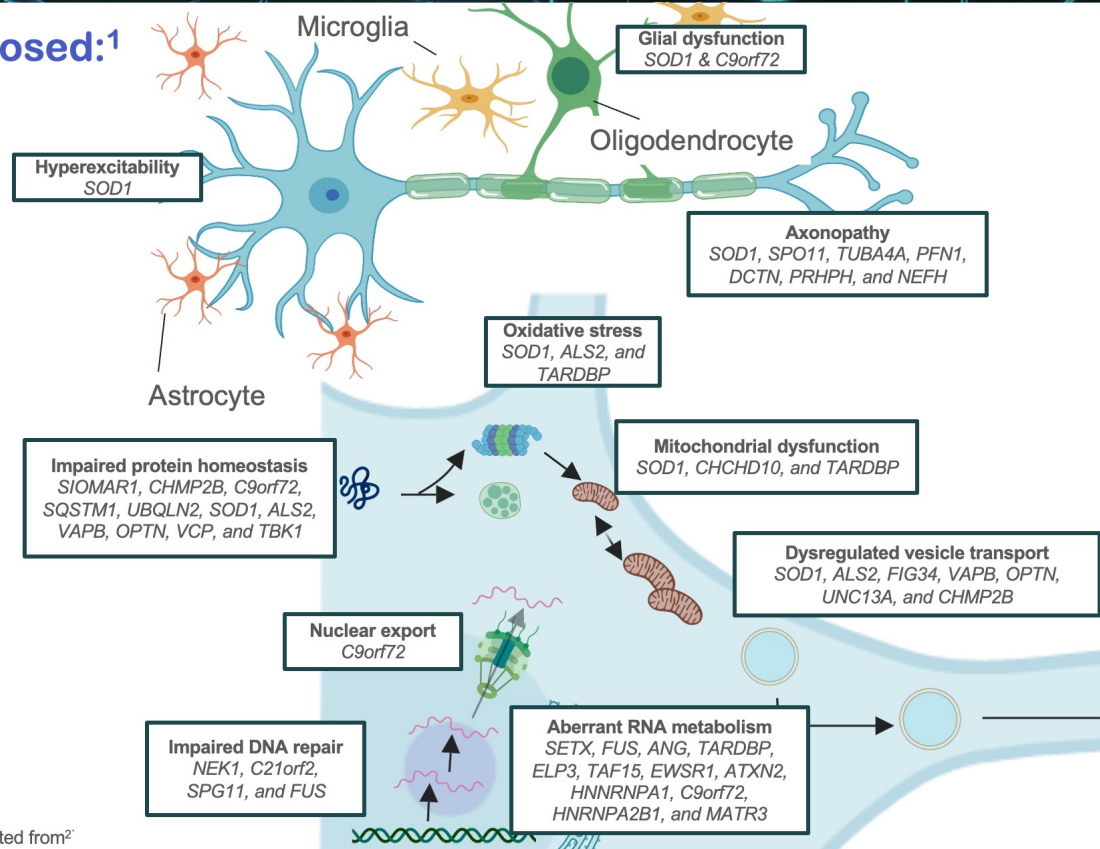 osed:¹
Microglia
Glial dysfunction
SOD1 & C9orf72
Oligodendrocyte
Hyperexcitability
SOD1
Axonopathy
SOD1, SPO11, TUBA4A, PFN1,
DCTN, PRHPH, and NEFH
Astrocyte
Oxidative stress
SOD1, ALS2, and
TARDBP
Impaired protein homeostasis
SIOMAR1, CHMP2B, C9orf72,
SQSTM1, UBQLN2, SOD1, ALS2,
VAPB, OPTN, VCP, and TBK1
Mitochondrial dysfunction
SOD1, CHCHD10, and TARDBP
Dysregulated vesicle transport
SOD1, ALS2, FIG34, VAPB, OPTN,
UNC13A, and CHMP2B
Nuclear export
C9orf72
Impaired DNA repair
NEK1, C21orf2,
SPG11, and FUS
Aberrant RNA metabolism
SETX, FUS, ANG, TARDBP,
ELP3, TAF15, EWSR1, ATXN2,
HNNRNPA1, C9orf72,
HNRNPA2B1, and MATR3
ted from²